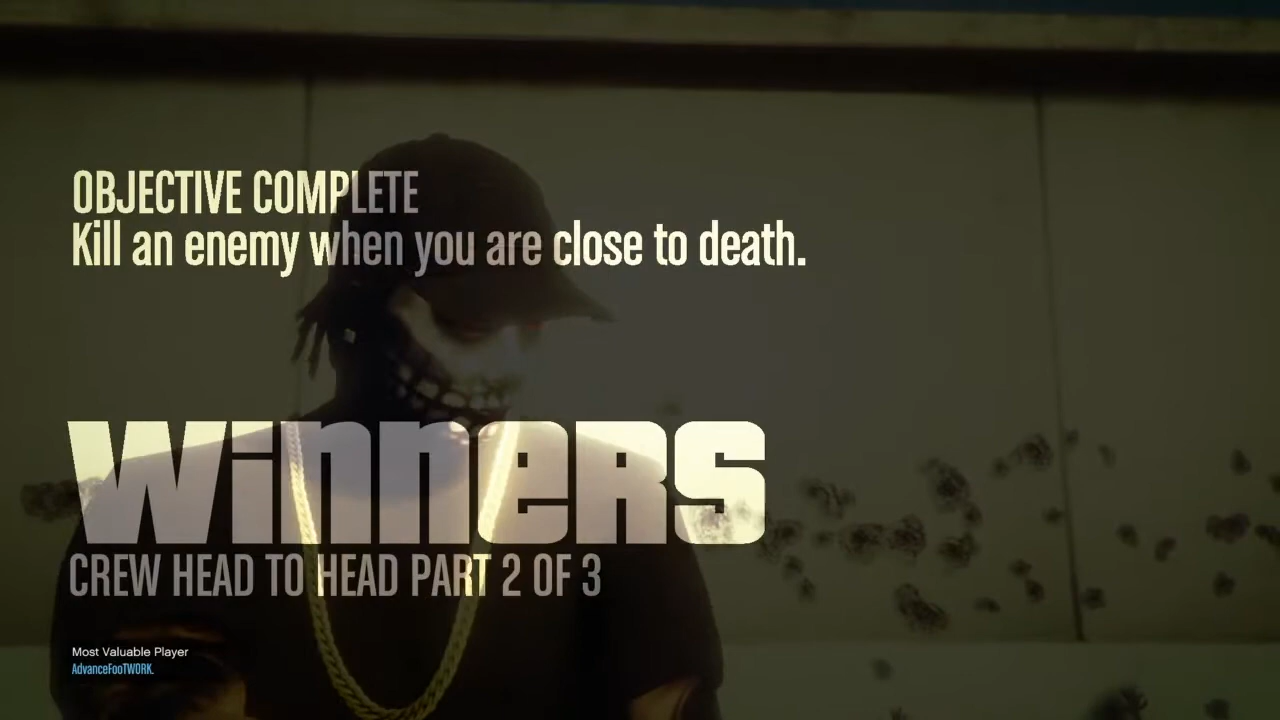 OBJECTIVE COMPLETE
Kill an enemy when you are close to death.
WinneRS
CREW HEAD TO HEAD PART 2 OF 3
Most Valuable Player
AdvanceFooTWORK.